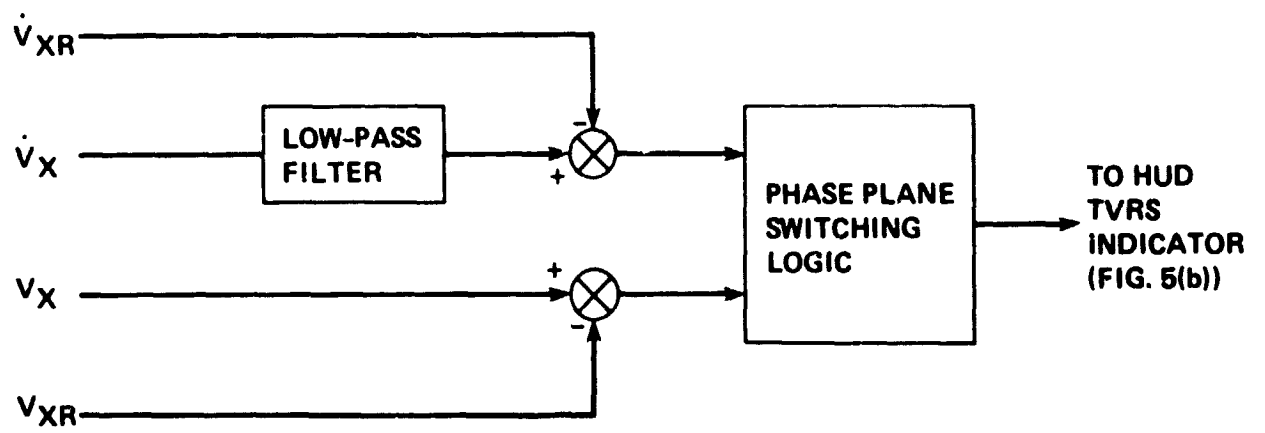 V̇XR
V̇X
LOW-PASS
FILTER
-
+
VX
+
-
VXR
PHASE PLANE
SWITCHING
LOGIC
TO HUD
TVRS
INDICATOR
(FIG. 5(b))